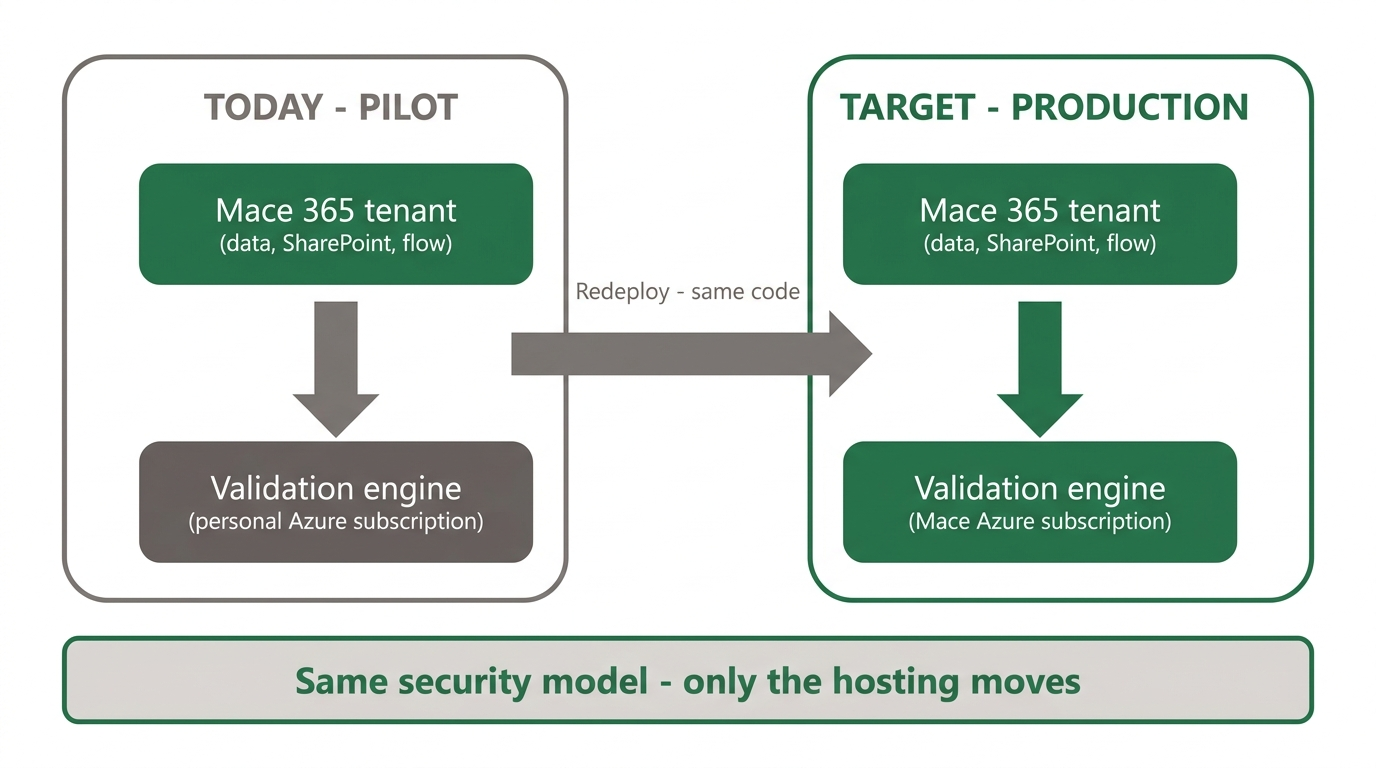 TODAY - PILOT
Mace 365 tenant
(data, SharePoint, flow)
Validation engine
(personal Azure subscription)
Redeploy - same code
TARGET - PRODUCTION
Mace 365 tenant
(data, SharePoint, flow)
Validation engine
(Mace Azure subscription)
Same security model - only the hosting moves